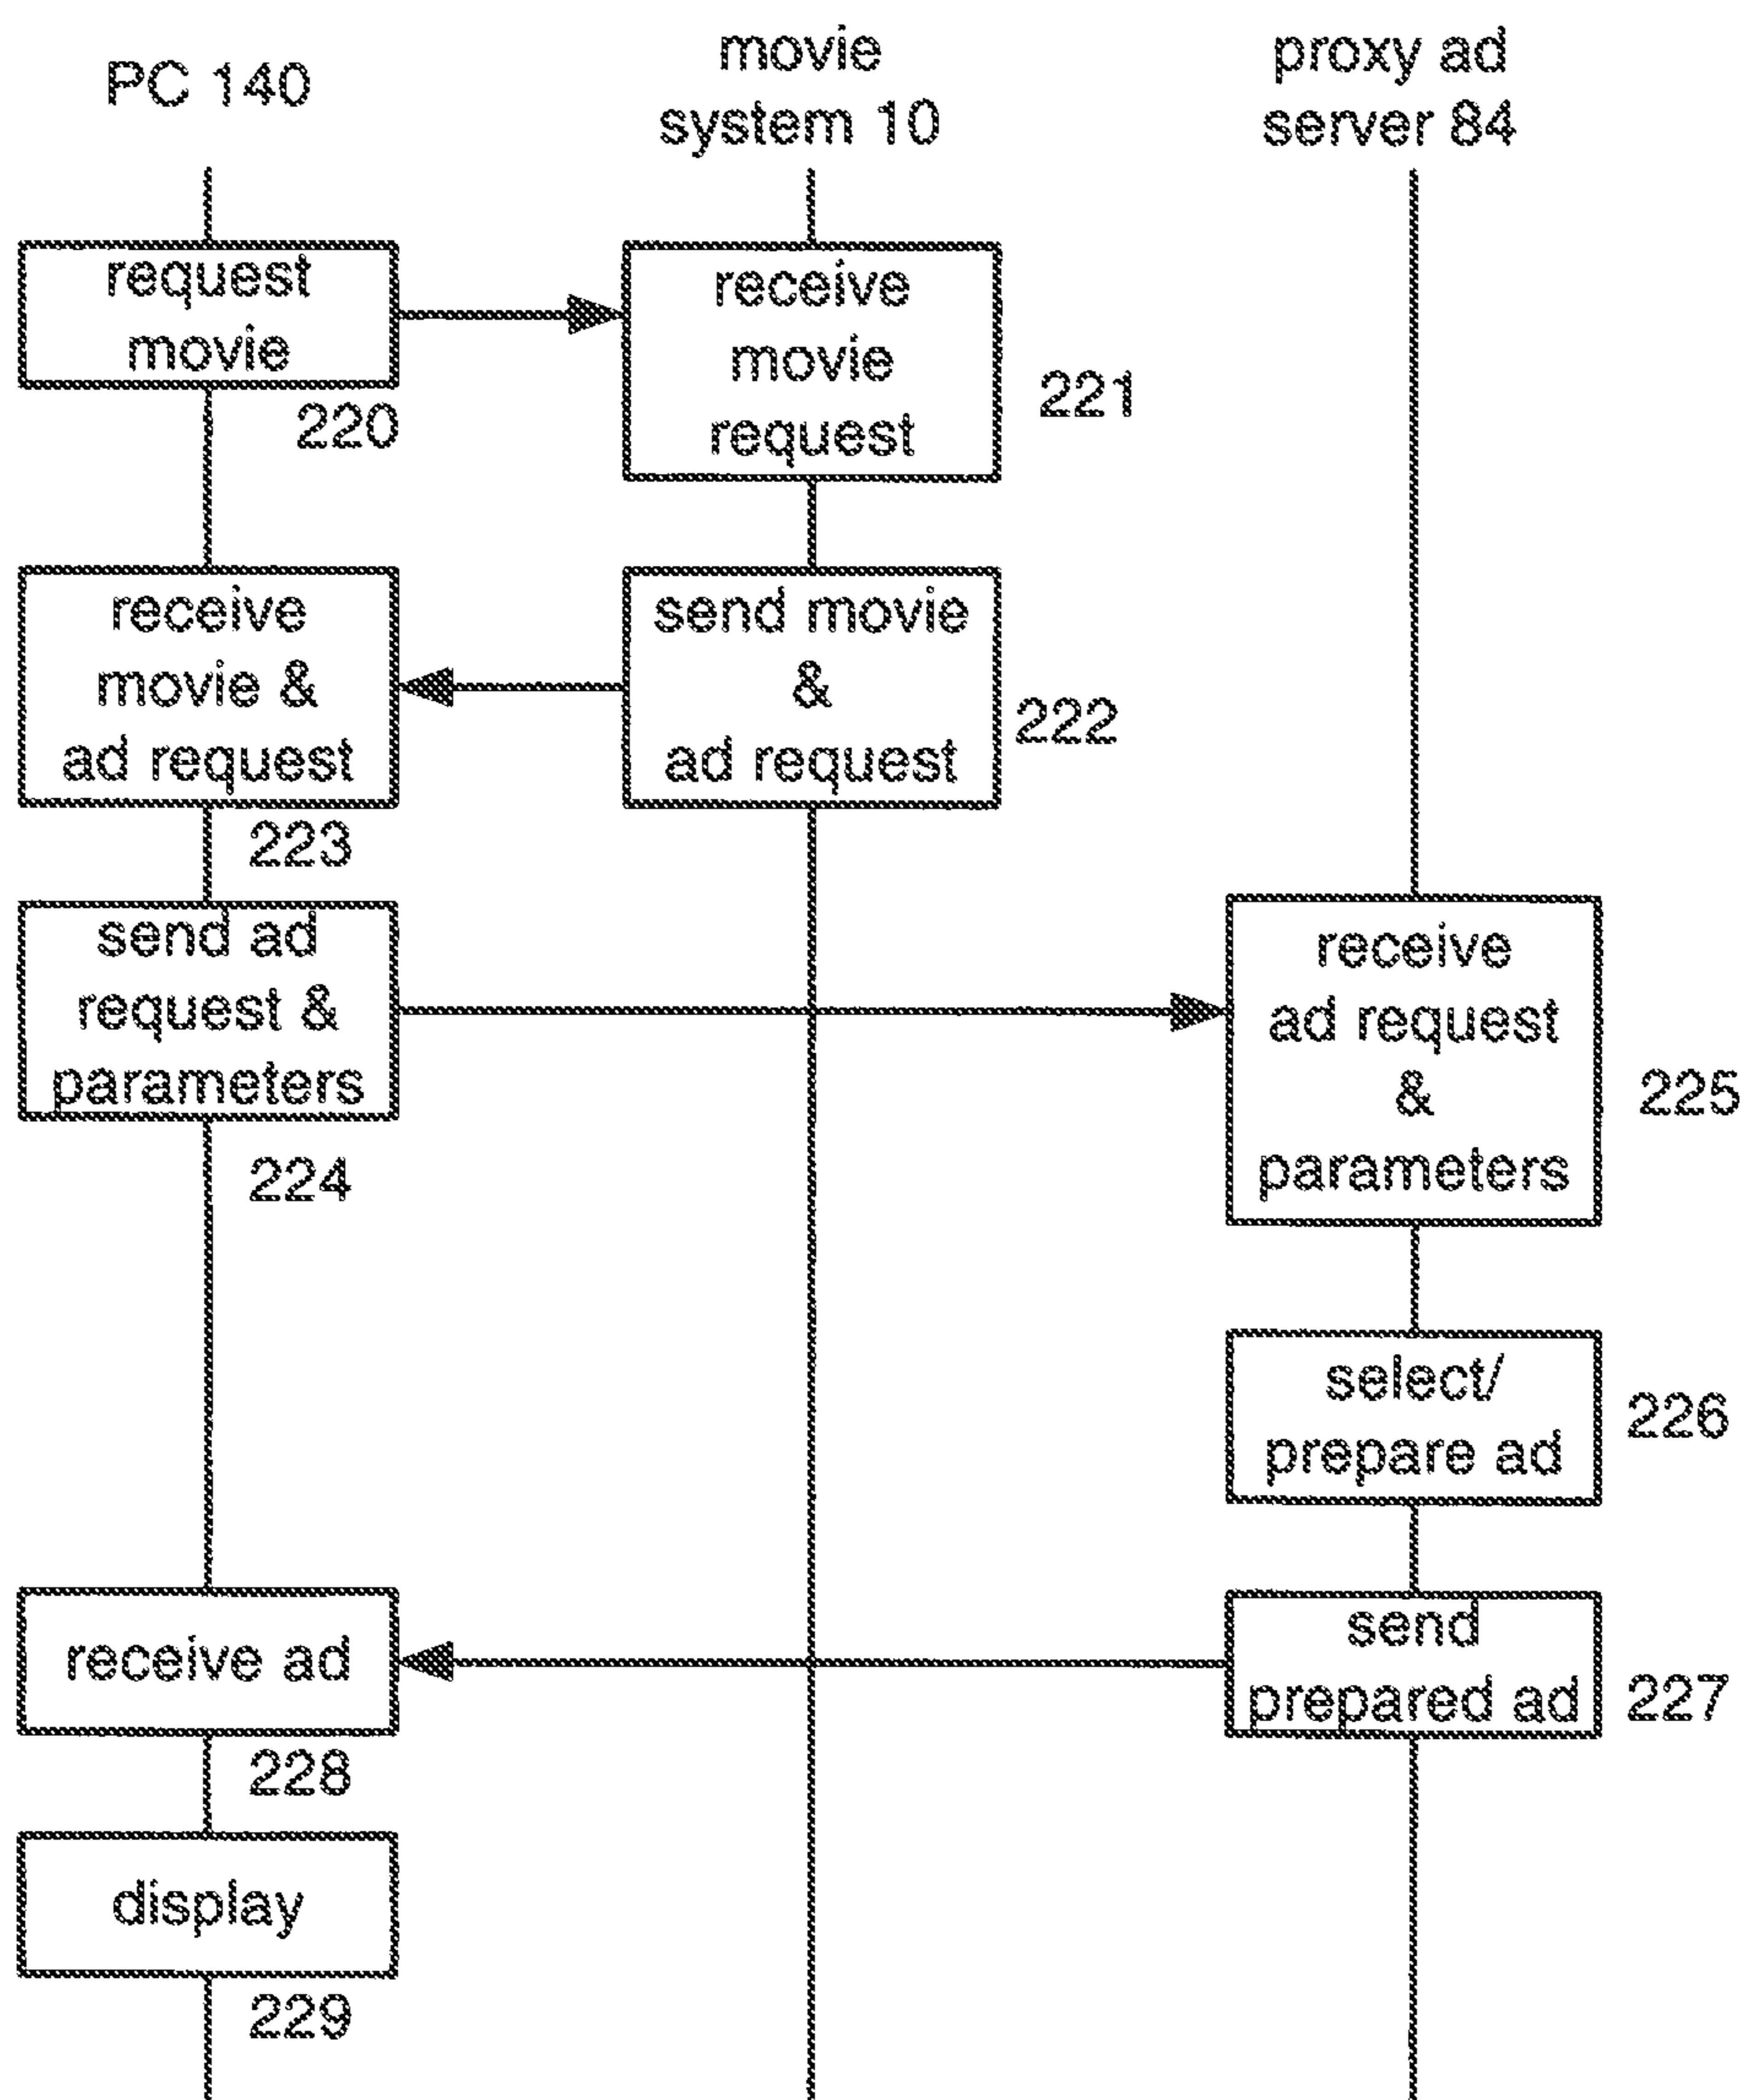 PC 140
movie
system 10
proxy ad
server 84
request
movie
220
receive
movie
request
221
receive
movie &
ad request
223
send movie
&
ad request
222
send ad
request &
parameters
224
receive
ad request
&
parameters
225
select/
prepare ad
226
receive ad
228
send
prepared ad
227
display
229